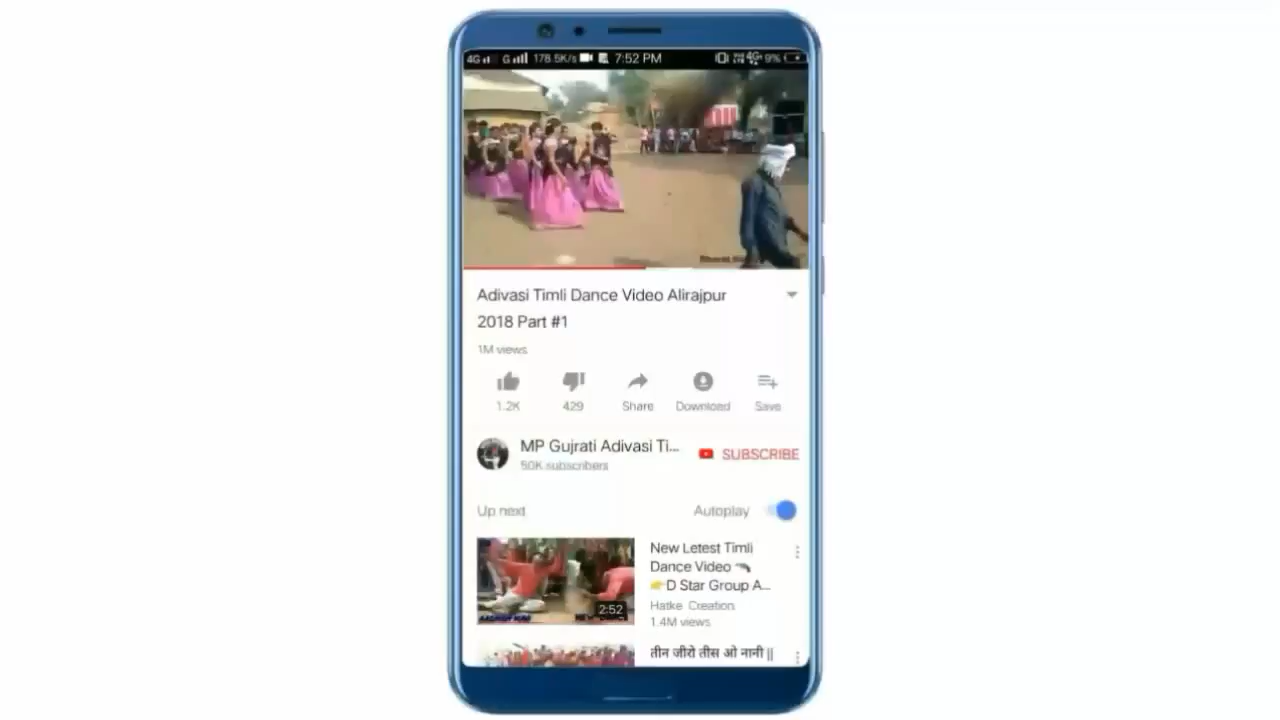 4G G 178.5K/s 7:52 PM 4G+ 9%
Adivasi Timli Dance Video Alirajpur
2018 Part #1
1M views
1.2K 429 Share Download Save
MP Gujrati Adivasi Ti... SUBSCRIBE
50K subscribers
Up next Autoplay
New Letest Timli
Dance Video 🔫
👉D Star Group A...
Hatke Creation
1.4M views
2:52
तीन जीरो तीस ओ नानी ||